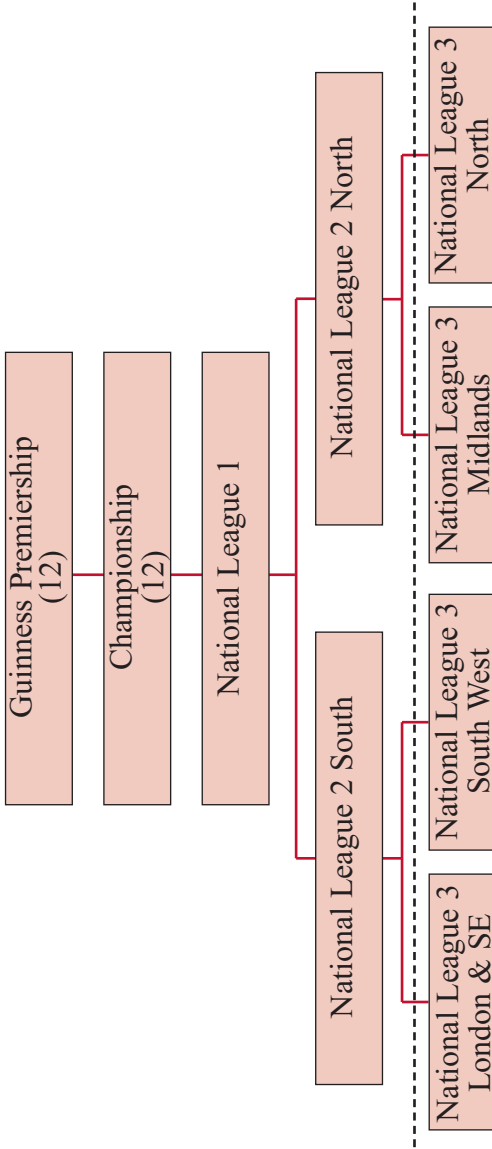 Guinness Premiership
(12)
Championship
(12)
National League 1
National League 2 South
National League 2 North
National League 3
London & SE
National League 3
South West
National League 3
Midlands
National League 3
North